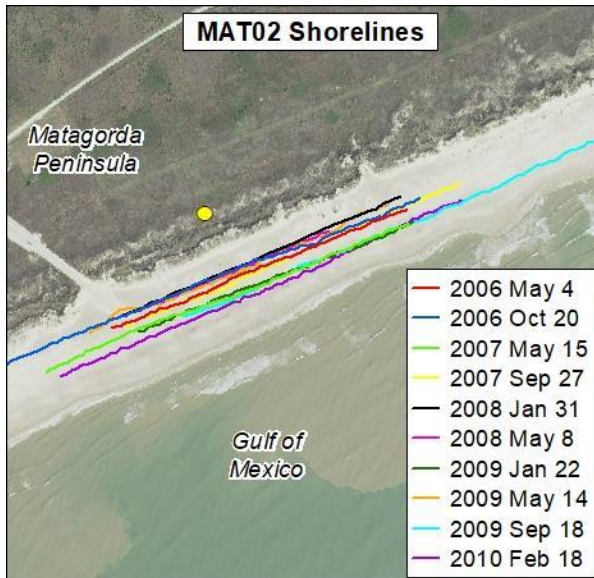 MAT02 Shorelines
Matagorda
Peninsula
Gulf of
Mexico
2006 May 4
2006 Oct 20
2007 May 15
2007 Sep 27
2008 Jan 31
2008 May 8
2009 Jan 22
2009 May 14
2009 Sep 18
2010 Feb 18